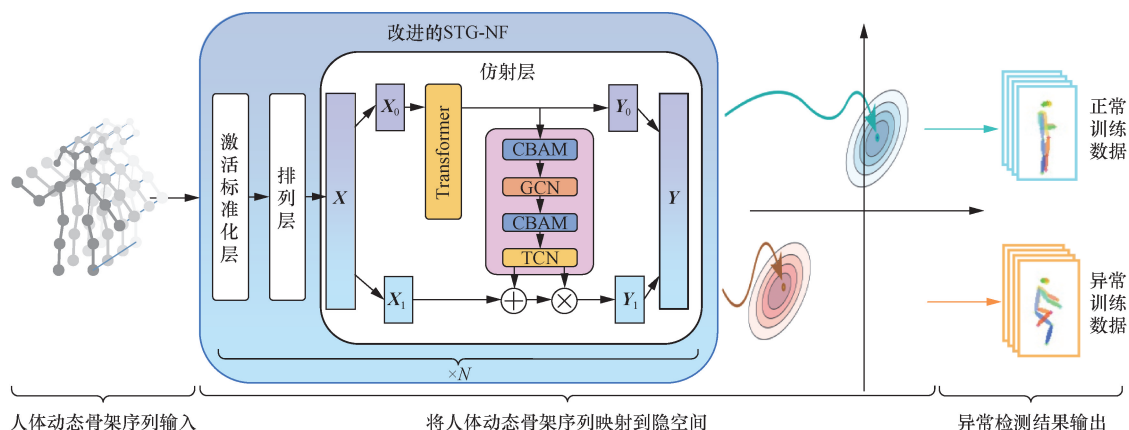 改进的STG-NF
仿射层
激活标准化层
排列层
X
X₀
Transformer
CBAM
GCN
CBAM
TCN
X₁
Y₀
Y₁
Y
×N
正常
训练
数据
异常
训练
数据
人体动态骨架序列输入
将人体动态骨架序列映射到隐空间
异常检测结果输出